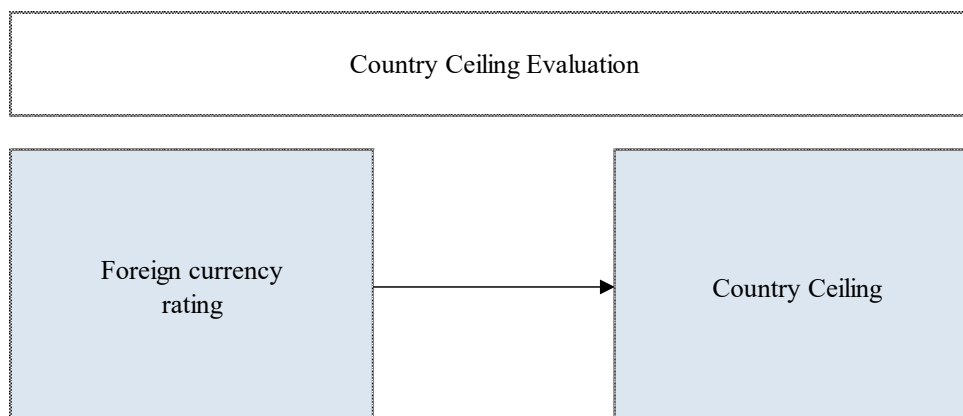 Country Ceiling Evaluation
Foreign currency
rating
Country Ceiling